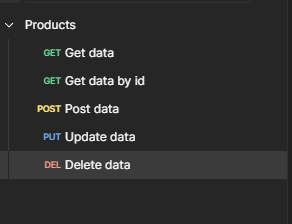 Products
GET Get data
GET Get data by id
POST Post data
PUT Update data
DEL Delete data